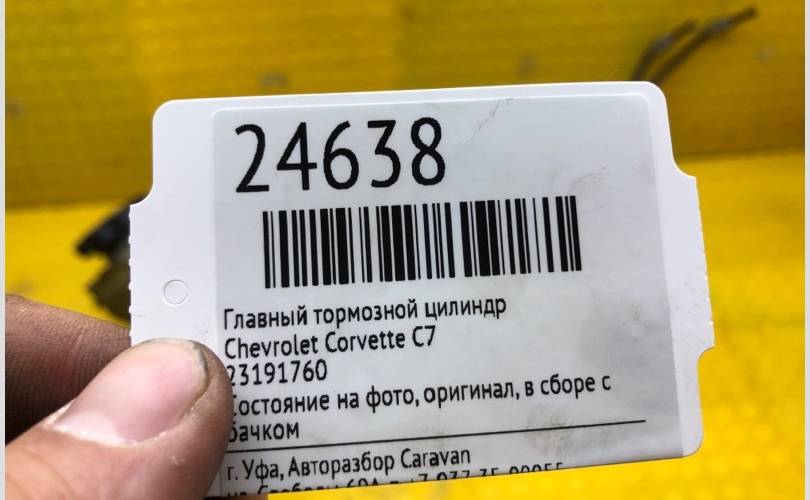 24638
Главный тормозной цилиндр
Chevrolet Corvette C7
23191760
Состояние на фото, оригинал, в сборе с
бачком
г. Уфа, Авторазбор Caravan